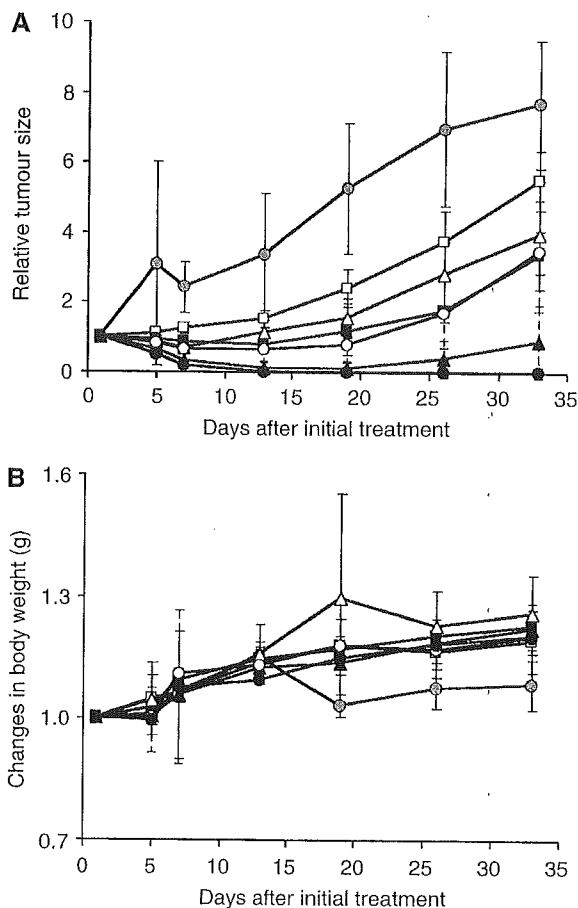 A
Relative tumour size
10
8
6
4
2
0
0 5 10 15 20 25 30 35
Days after initial treatment
B
Changes in body weight (g)
1.6
1.3
1.0
0.7
0 5 10 15 20 25 30 35
Days after initial treatment